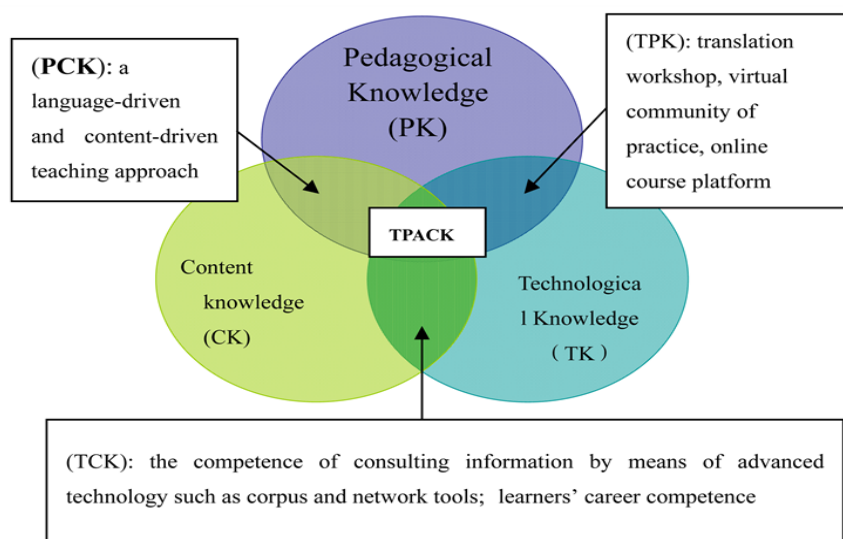 (PCK): a
language-driven
and content-driven
teaching approach
Pedagogical
Knowledge
(PK)
(TPK): translation
workshop, virtual
community of
practice, online
course platform
TPACK
Content
knowledge
(CK)
Technologica
l Knowledge
( TK )
(TCK): the competence of consulting information by means of advanced
technology such as corpus and network tools; learners’ career competence